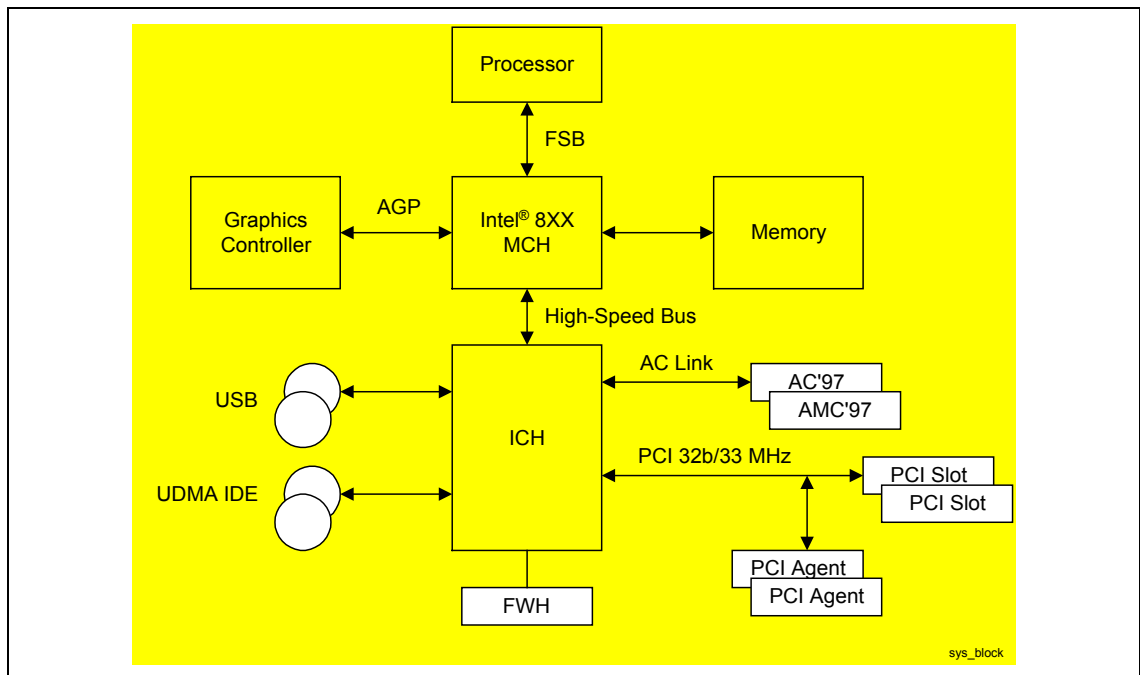 Processor
FSB
Graphics
Controller
AGP
Intel® 8XX
MCH
Memory
High-Speed Bus
USB
ICH
AC Link
AC'97
AMC'97
UDMA IDE
PCI 32b/33 MHz
PCI Slot
PCI Slot
PCI Agent
PCI Agent
FWH
sys_block